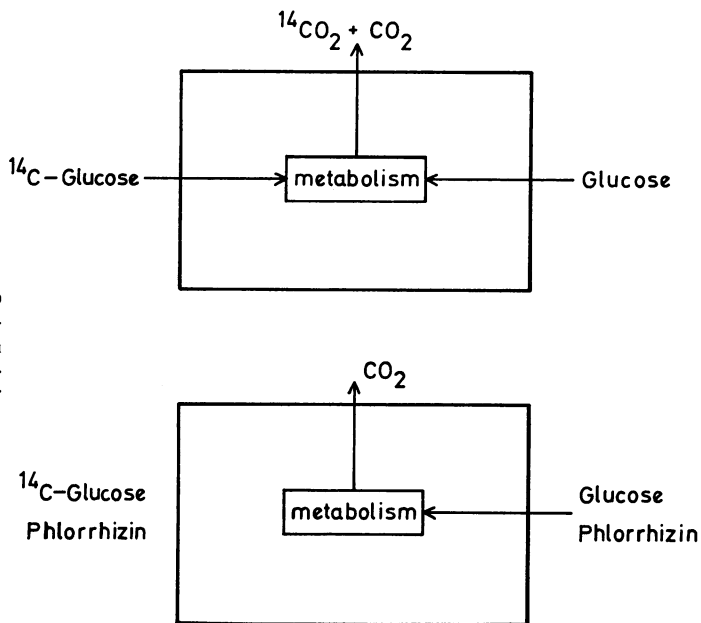 ¹⁴CO₂ + CO₂
¹⁴C-Glucose
metabolism
Glucose
CO₂
¹⁴C-Glucose
Phlorrhizin
metabolism
Glucose
Phlorrhizin